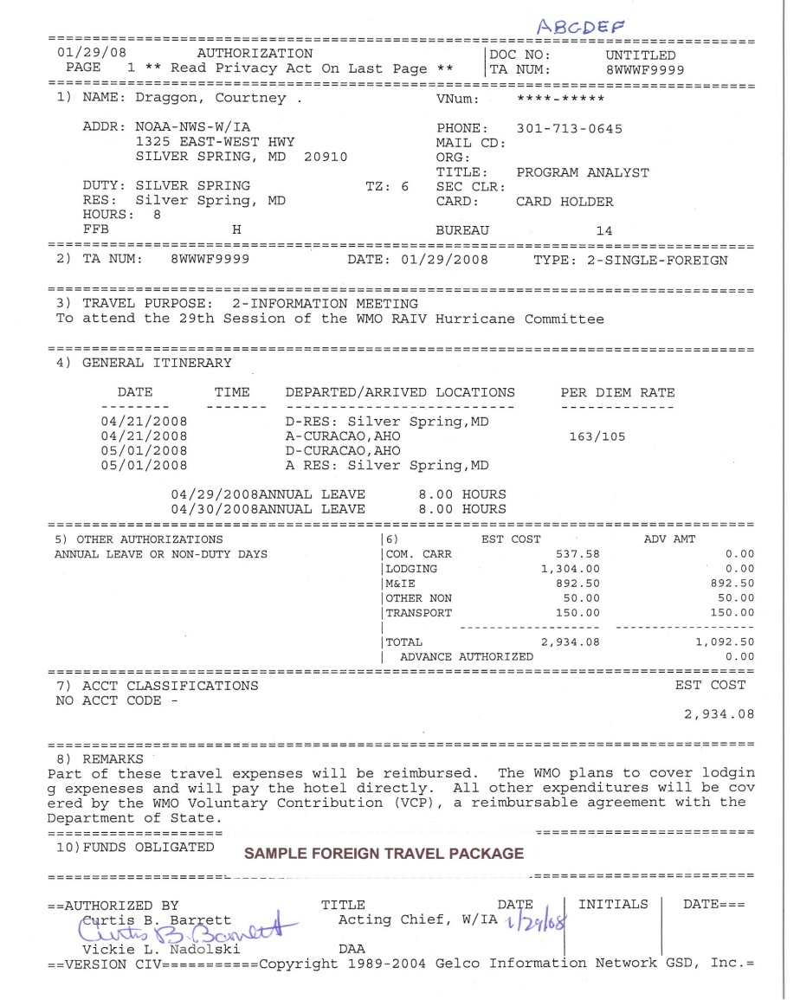 ABCDEF
01/29/08 AUTHORIZATION |DOC NO: UNTITLED
PAGE 1 ** Read Privacy Act On Last Page ** |TA NUM: 8WWWF9999
1) NAME: Draggon, Courtney . VNum: ****-*****
ADDR: NOAA-NWS-W/IA PHONE: 301-713-0645
1325 EAST-WEST HWY MAIL CD:
SILVER SPRING, MD 20910 ORG:
TITLE: PROGRAM ANALYST
DUTY: SILVER SPRING TZ: 6 SEC CLR:
RES: Silver Spring, MD CARD: CARD HOLDER
HOURS: 8
FFB H BUREAU 14
2) TA NUM: 8WWWF9999 DATE: 01/29/2008 TYPE: 2-SINGLE-FOREIGN
3) TRAVEL PURPOSE: 2-INFORMATION MEETING
To attend the 29th Session of the WMO RAIV Hurricane Committee
4) GENERAL ITINERARY
DATE TIME DEPARTED/ARRIVED LOCATIONS PER DIEM RATE
04/21/2008 D-RES: Silver Spring,MD
04/21/2008 A-CURACAO,AHO 163/105
05/01/2008 D-CURACAO,AHO
05/01/2008 A RES: Silver Spring,MD
04/29/2008ANNUAL LEAVE 8.00 HOURS
04/30/2008ANNUAL LEAVE 8.00 HOURS
5) OTHER AUTHORIZATIONS |6) EST COST ADV AMT
ANNUAL LEAVE OR NON-DUTY DAYS |COM. CARR 537.58 0.00
|LODGING 1,304.00 0.00
|M&IE 892.50 892.50
|OTHER NON 50.00 50.00
|TRANSPORT 150.00 150.00
|TOTAL 2,934.08 1,092.50
| ADVANCE AUTHORIZED 0.00
7) ACCT CLASSIFICATIONS EST COST
NO ACCT CODE -
2,934.08
8) REMARKS
Part of these travel expenses will be reimbursed. The WMO plans to cover lodgin
g expeneses and will pay the hotel directly. All other expenditures will be cov
ered by the WMO Voluntary Contribution (VCP), a reimbursable agreement with the
Department of State.
10)FUNDS OBLIGATED
SAMPLE FOREIGN TRAVEL PACKAGE
==AUTHORIZED BY TITLE DATE | INITIALS | DATE===
Curtis B. Barrett Acting Chief, W/IA 1/29/08
Curtis B. Barrett
Vickie L. Nadolski DAA
==VERSION CIV===========Copyright 1989-2004 Gelco Information Network GSD, Inc.=